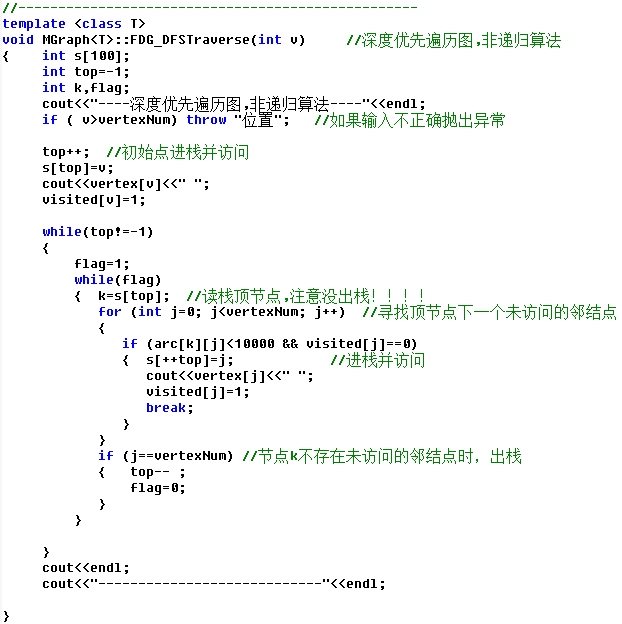 //--------------------------------------------------
template <class T>
void MGraph<T>::FDG_DFSTraverse(int v)     //深度优先遍历图,非递归算法
{    int s[100];
     int top=-1;
     int k,flag;
     cout<<"----深度优先遍历图,非递归算法----"<<endl;
     if ( v>vertexNum) throw "位置";   //如果输入不正确抛出异常
     top++;  //初始点进栈并访问
     s[top]=v;
     cout<<vertex[v]<<" ";
     visited[v]=1;
     while(top!=-1)
     {
         flag=1;
         while(flag)
         {  k=s[top];  //读栈顶节点,注意没出栈！！！！
            for (int j=0; j<vertexNum; j++)  //寻找顶节点下一个未访问的邻结点
            {
               if (arc[k][j]<10000 && visited[j]==0)
               {  s[++top]=j;            //进栈并访问
                  cout<<vertex[j]<<" ";
                  visited[j]=1;
                  break;
               }
            }
            if (j==vertexNum) //节点k不存在未访问的邻结点时，出栈
            {   top-- ;
                flag=0;
            }
         }
     }
     cout<<endl;
     cout<<"----------------------------"<<endl;
}